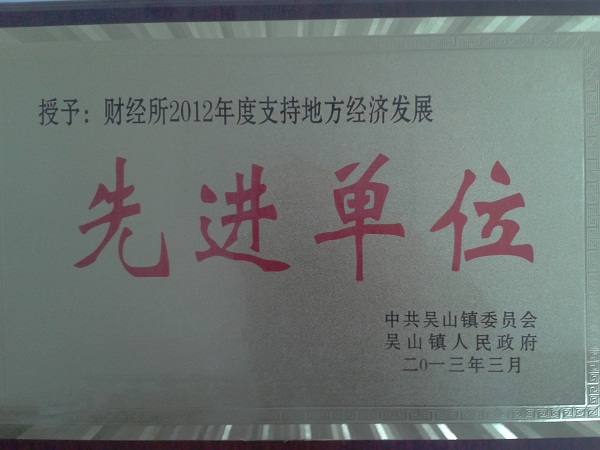 授予：财经所2012年度支持地方经济发展
先进单位
中共吴山镇委员会
吴山镇人民政府
二0一三年三月